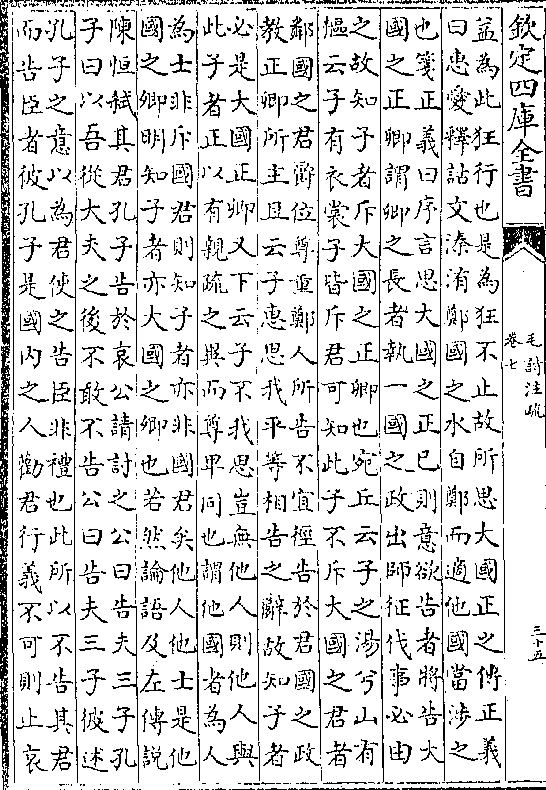 欽定四庫全書
毛詩注疏
卷七
三十五
益為此狂行也是為狂不止故所思大國正之傳正義
曰惠愛釋詁文溱洧鄭國之水自鄭而適他國當涉之
也箋正義曰序言思大國之正已則意欲告者將告大
國之正卿謂卿之長者執一國之政出師征伐事必由
之故知子者斥大國之正卿也宛丘云子之湯兮山有
樞云子有衣裳子皆斥君可知此子不斥大國之君者
鄰國之君爵位尊重鄭人所告不宜徑告於君國之政
教正卿所主且云子惠思我平等相告之辭故知子者
必是大國正卿又下云子不我思豈無他人則他人與
此子者正以有親疏之異而尊卑同也謂他國者為人
為士非斥國君則知子者亦非國君矣他人他士是他
國之卿明知子者亦大國之卿也若然論語及左傳說
陳恒弑其君孔子告於哀公請討之公曰告夫三子孔
子曰以吾從大夫之後不敢不告公曰告夫三子彼述
孔子之意以為君使之告臣非禮也此所以不告其君
而告臣者彼孔子是國內之人勸君行義不可則止哀